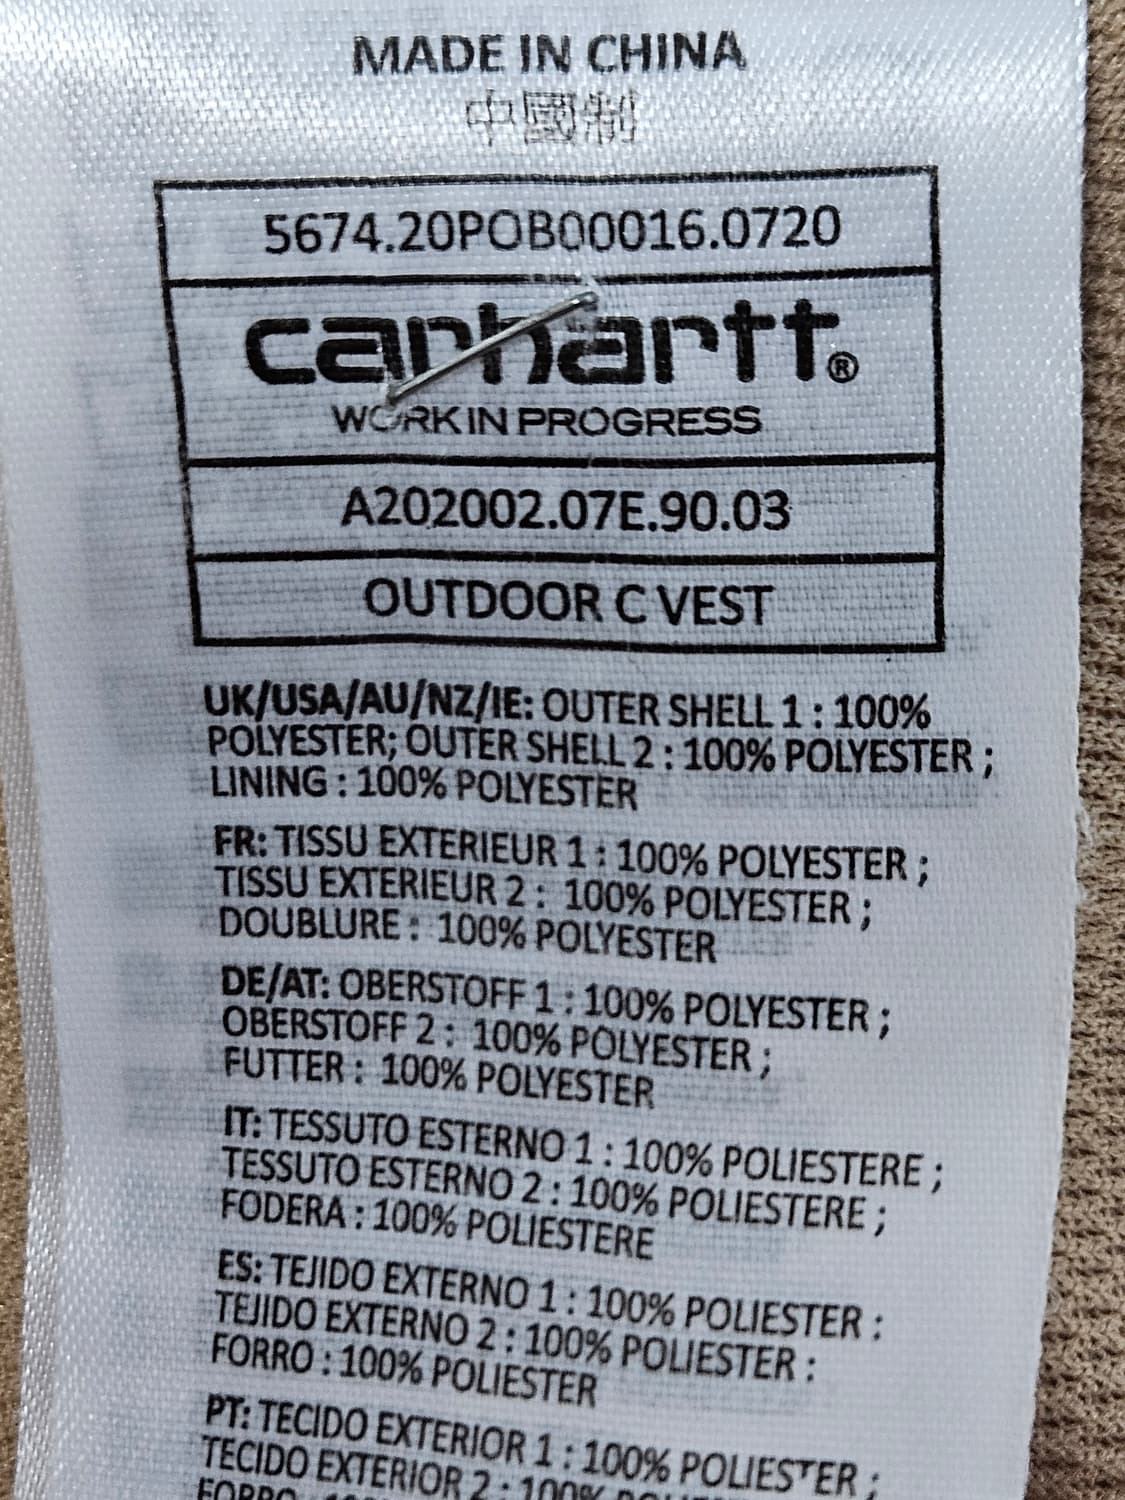 MADE IN CHINA
中國制
5674.20POB00016.0720
carhartt®
WORK IN PROGRESS
A202002.07E.90.03
OUTDOOR C VEST
UK/USA/AU/NZ/IE: OUTER SHELL 1 : 100%
POLYESTER; OUTER SHELL 2 : 100% POLYESTER ;
LINING : 100% POLYESTER
FR: TISSU EXTERIEUR 1 : 100% POLYESTER ;
TISSU EXTERIEUR 2 : 100% POLYESTER ;
DOUBLURE : 100% POLYESTER
DE/AT: OBERSTOFF 1 : 100% POLYESTER ;
OBERSTOFF 2 : 100% POLYESTER ;
FUTTER : 100% POLYESTER
IT: TESSUTO ESTERNO 1 : 100% POLIESTERE ;
TESSUTO ESTERNO 2 : 100% POLIESTERE ;
FODERA : 100% POLIESTERE
ES: TEJIDO EXTERNO 1 : 100% POLIESTER :
TEJIDO EXTERNO 2 : 100% POLIESTER :
FORRO : 100% POLIESTER
PT: TECIDO EXTERIOR 1 : 100% POLIESTER ;
TECIDO EXTERIOR 2 : 100%
FORRO